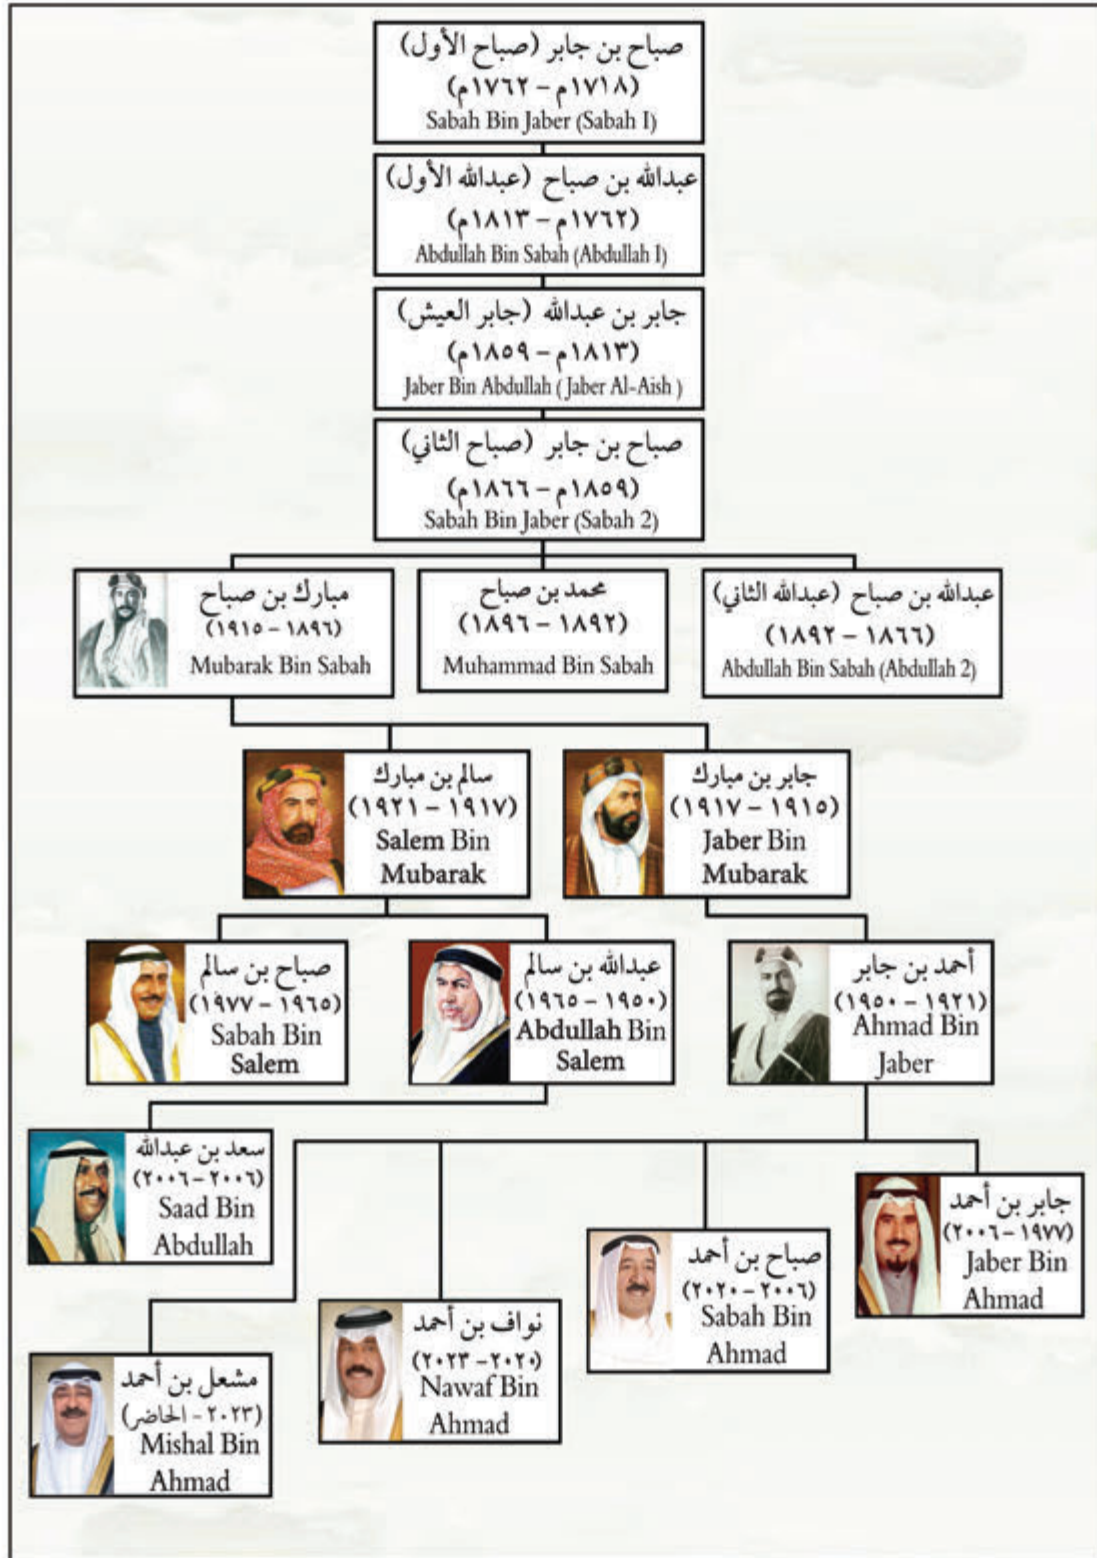 صباح بن جابر (صباح الأول)
(١٧١٨م – ١٧٦٢م)
Sabah Bin Jaber (Sabah I)
عبدالله بن صباح (عبدالله الأول)
(١٧٦٢م – ١٨١٣م)
Abdullah Bin Sabah (Abdullah I)
جابر بن عبدالله (جابر العيش)
(١٨١٣م – ١٨٥٩م)
Jaber Bin Abdullah ( Jaber Al-Aish )
صباح بن جابر (صباح الثاني)
(١٨٥٩م – ١٨٦٦م)
Sabah Bin Jaber (Sabah 2)
عبدالله بن صباح (عبدالله الثاني)
(١٨٦٦ – ١٨٩٢)
Abdullah Bin Sabah (Abdullah 2)
محمد بن صباح
(١٨٩٢ – ١٨٩٦)
Muhammad Bin Sabah
مبارك بن صباح
(١٨٩٦ – ١٩١٥)
Mubarak Bin Sabah
جابر بن مبارك
(١٩١٥ – ١٩١٧)
Jaber Bin
Mubarak
سالم بن مبارك
(١٩١٧ – ١٩٢١)
Salem Bin
Mubarak
أحمد بن جابر
(١٩٢١ – ١٩٥٠)
Ahmad Bin
Jaber
عبدالله بن سالم
(١٩٥٠ – ١٩٦٥)
Abdullah Bin
Salem
صباح بن سالم
(١٩٦٥ – ١٩٧٧)
Sabah Bin
Salem
جابر بن أحمد
(١٩٧٧ – ٢٠٠٦)
Jaber Bin
Ahmad
سعد بن عبدالله
(٢٠٠٦ – ٢٠٠٦)
Saad Bin
Abdullah
صباح بن أحمد
(٢٠٠٦ – ٢٠٢٠)
Sabah Bin
Ahmad
نواف بن أحمد
(٢٠٢٠ – ٢٠٢٣)
Nawaf Bin
Ahmad
مشعل بن أحمد
(٢٠٢٣ - الحاضر)
Mishal Bin
Ahmad